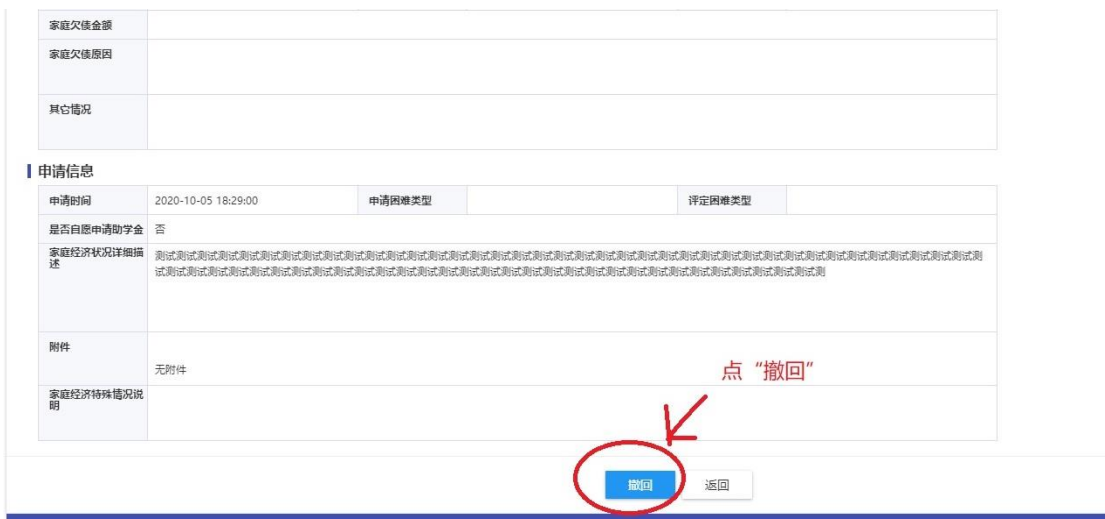 家庭欠债金额
家庭欠债原因
其它情况
申请信息
申请时间 2020-10-05 18:29:00 申请困难类型 评定困难类型
是否自愿申请助学金 否
家庭经济状况详细描
述
测试测试测试测试测试测试测试测试测试测试测试测试测试测试测试测试测试测试测试测试测试测试测试测试测试测试测试测试测试测试测试测试测试测试测试测试测试测试测试测
试测试测试测试测试测试测试测试测试测试测试测试测试测试测试测试测试测试测试测试测试测试测试测试测试测试测试测试测试测试测试测
附件
无附件
点“撤回”
家庭经济特殊情况说
明
撤回 返回